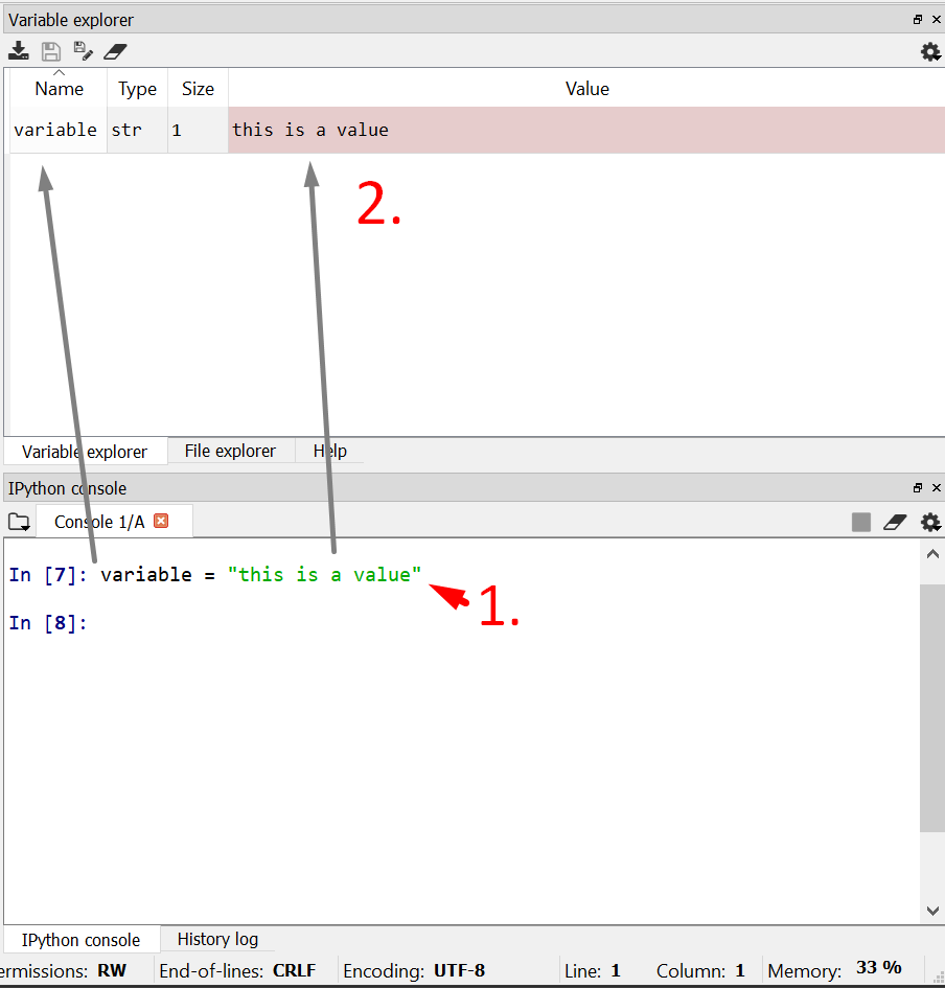 Variable explorer
Name Type Size Value
variable str 1 this is a value
2.
Variable explorer File explorer Help
IPython console
Console 1/A
In [7]: variable = "this is a value"
1.
In [8]:
IPython console History log
ermissions: RW End-of-lines: CRLF Encoding: UTF-8 Line: 1 Column: 1 Memory: 33 %